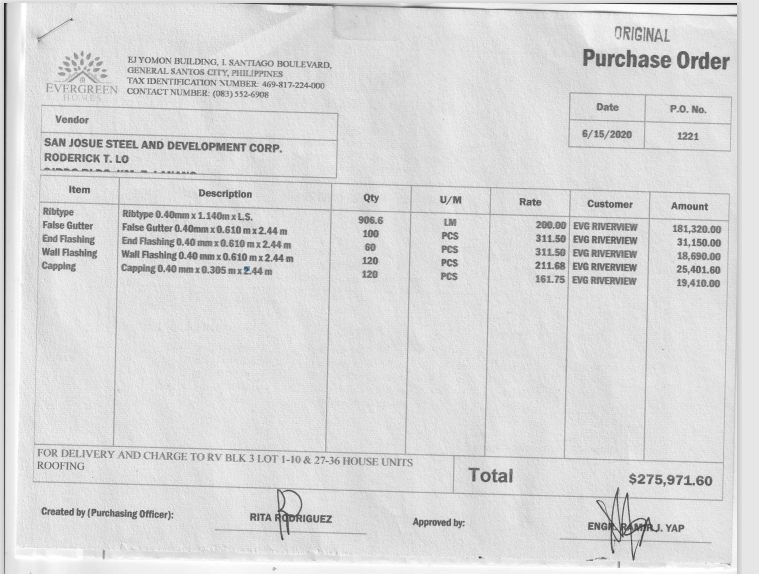 ORIGINAL
Purchase Order
EVERGREEN
HOMES
EJ YOMON BUILDING, I. SANTIAGO BOULEVARD,
GENERAL SANTOS CITY, PHILIPPINES
TAX IDENTIFICATION NUMBER: 469-817-224-000
CONTACT NUMBER: (083) 552-6908
Date P.O. No.
6/15/2020 1221
Vendor
SAN JOSUE STEEL AND DEVELOPMENT CORP.
RODERICK T. LO
Item Description Qty U/M Rate Customer Amount
Ribtype Ribtype 0.40mm x 1.140m x L.S. 906.6 LM 200.00 EVG RIVERVIEW 181,320.00
False Gutter False Gutter 0.40mm x 0.610 m x 2.44 m 100 PCS 311.50 EVG RIVERVIEW 31,150.00
End Flashing End Flashing 0.40 mm x 0.610 m x 2.44 m 60 PCS 311.50 EVG RIVERVIEW 18,690.00
Wall Flashing Wall Flashing 0.40 mm x 0.610 m x 2.44 m 120 PCS 211.68 EVG RIVERVIEW 25,401.60
Capping Capping 0.40 mm x 0.305 m x 2.44 m 120 PCS 161.75 EVG RIVERVIEW 19,410.00
FOR DELIVERY AND CHARGE TO RV BLK 3 LOT 1-10 & 27-36 HOUSE UNITS
ROOFING
Total $275,971.60
Created by (Purchasing Officer): RITA RODRIGUEZ
Approved by: ENGR. RAMIR J. YAP